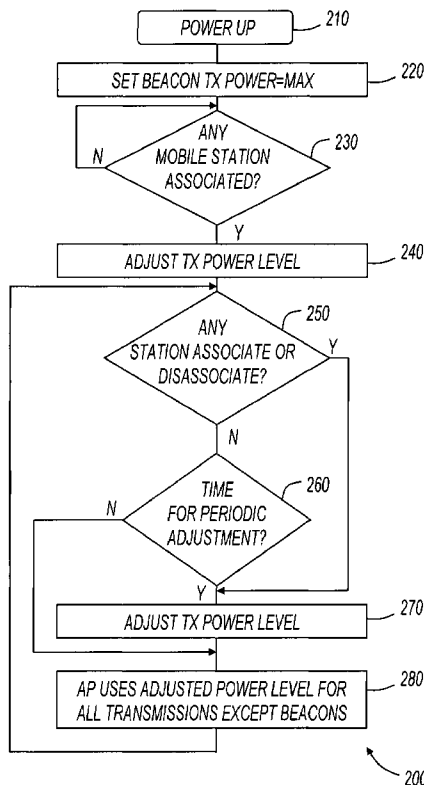 POWER UP
210
SET BEACON TX POWER=MAX
220
ANY
MOBILE STATION
ASSOCIATED?
230
N
Y
ADJUST TX POWER LEVEL
240
ANY
STATION ASSOCIATE OR
DISASSOCIATE?
250
Y
N
TIME
FOR PERIODIC
ADJUSTMENT?
260
N
Y
ADJUST TX POWER LEVEL
270
AP USES ADJUSTED POWER LEVEL FOR
ALL TRANSMISSIONS EXCEPT BEACONS
280
200